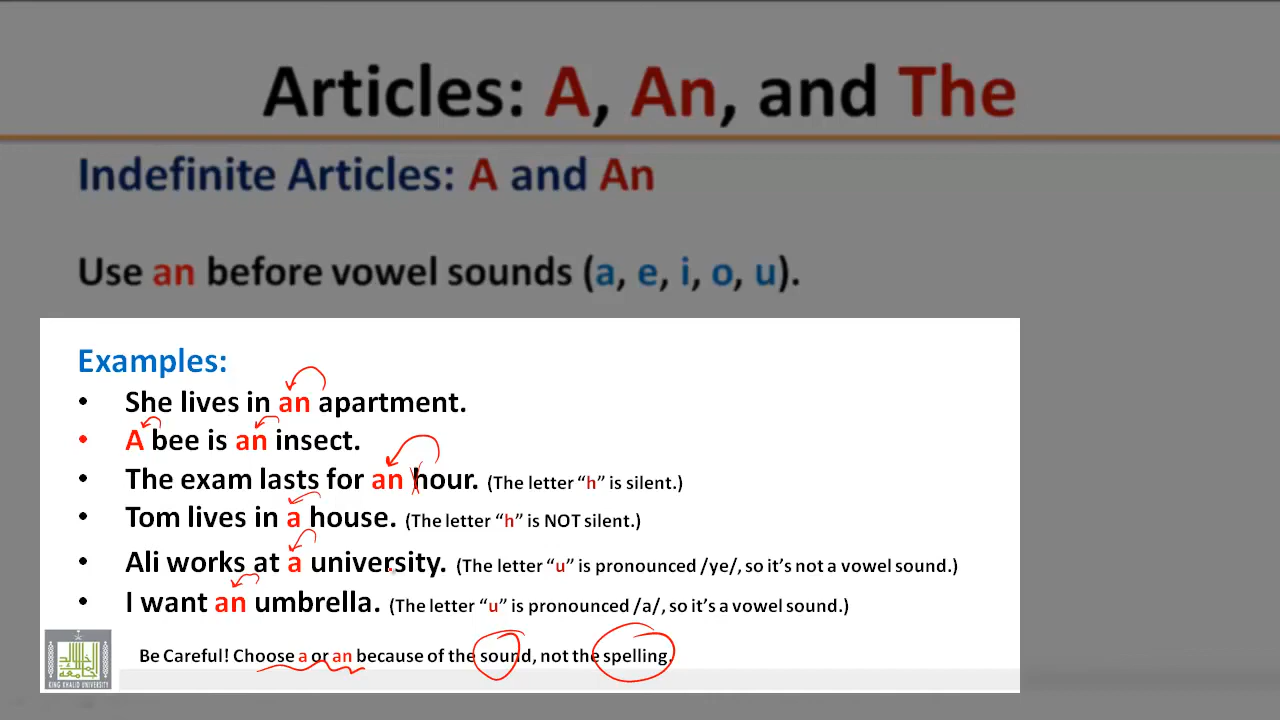 Articles: A, An, and The
Indefinite Articles: A and An
Use an before vowel sounds (a, e, i, o, u).
Examples:
• She lives in an apartment.
• A bee is an insect.
• The exam lasts for an hour. (The letter “h” is silent.)
• Tom lives in a house. (The letter “h” is NOT silent.)
• Ali works at a university. (The letter “u” is pronounced /ye/, so it’s not a vowel sound.)
• I want an umbrella. (The letter “u” is pronounced /a/, so it’s a vowel sound.)
Be Careful! Choose a or an because of the sound, not the spelling.
KING KHALID UNIVERSITY